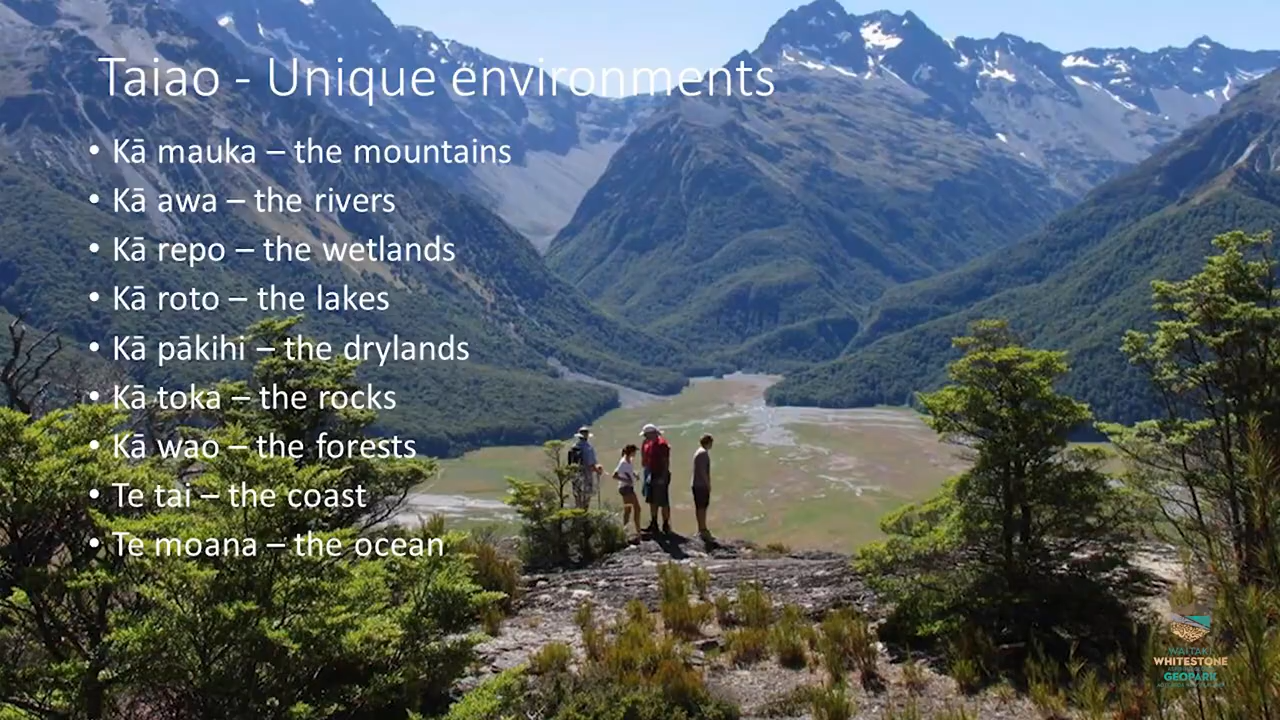 Taiao - Unique environments
• Kā mauka – the mountains
• Kā awa – the rivers
• Kā repo – the wetlands
• Kā roto – the lakes
• Kā pākihi – the drylands
• Kā toka – the rocks
• Kā wao – the forests
• Te tai – the coast
• Te moana – the ocean
WAITAKI
WHITESTONE
GEOPARK